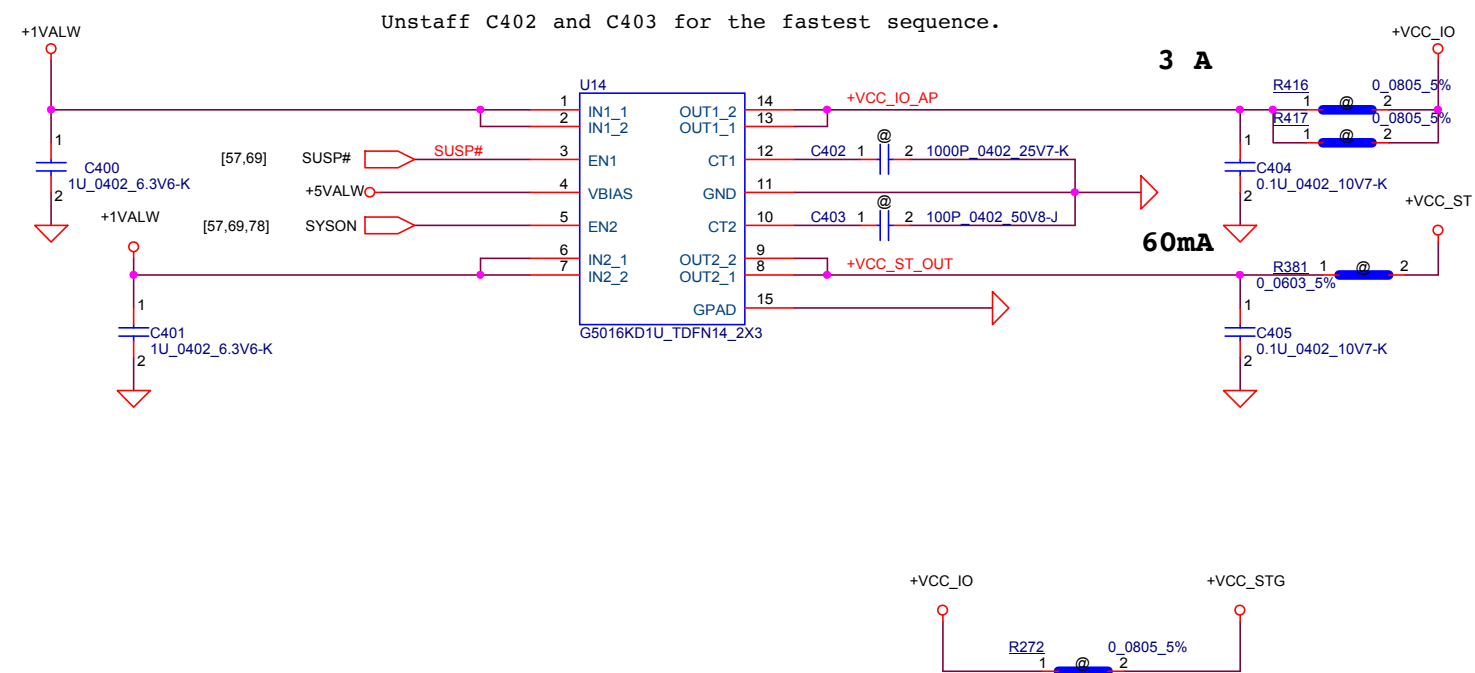 Unstaff C402 and C403 for the fastest sequence.
+1VALW
+VCC_IO
3 A
U14
R416
0_0805_5%
1
@
2
R417
0_0805_5%
1
@
2
1
IN1_1
2
IN1_2
OUT1_2
14
OUT1_1
13
+VCC_IO_AP
[57,69]
SUSP#
SUSP#
3
EN1
CT1
12
C402
1
@
2
1000P_0402_25V7-K
1
C400
1U_0402_6.3V6-K
2
+5VALW
4
VBIAS
GND
11
1
C404
0.1U_0402_10V7-K
2
+1VALW
[57,69,78]
SYSON
5
EN2
CT2
10
C403
1
@
2
100P_0402_50V8-J
+VCC_ST
60mA
6
IN2_1
7
IN2_2
OUT2_2
9
OUT2_1
8
+VCC_ST_OUT
R381
1
@
2
0_0603_5%
GPAD
15
G5016KD1U_TDFN14_2X3
1
C401
1U_0402_6.3V6-K
2
1
C405
0.1U_0402_10V7-K
2
+VCC_IO
+VCC_STG
R272
0_0805_5%
1
@
2